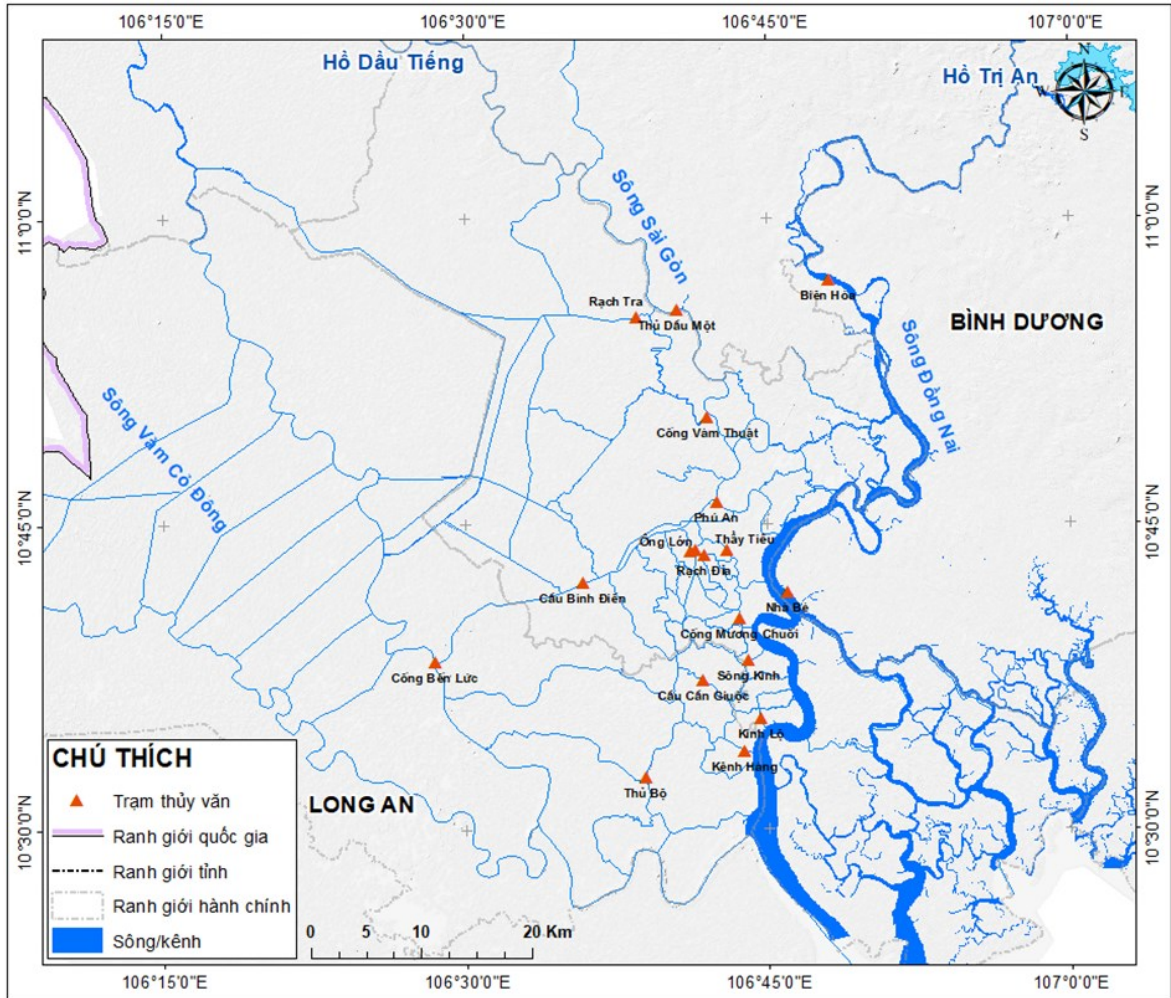 106°15'0"E
106°30'0"E
106°45'0"E
107°0'0"E
Hồ Dầu Tiếng
Hồ Trị An
N
W
E
S
11°0'0"N
11°0'0"N
Sông Sài Gòn
Biên Hòa
Rạch Tra
Thủ Dầu Một
BÌNH DƯƠNG
Sông Đồng Nai
Sông Vàm Cỏ Đông
Cống Vàm Thuật
10°45'0"N
10°45'0"N
Phú An
Ông Lớn
Thầy Tiêu
Rạch Đĩa
Cầu Bình Điền
Nhà Bè
Cống Mương Chuối
Cống Bến Lức
Sông Kinh
Cầu Cần Giuộc
Kinh Lộ
Kênh Hàng
Thủ Bộ
10°30'0"N
10°30'0"N
LONG AN
CHÚ THÍCH
Trạm thủy văn
Ranh giới quốc gia
Ranh giới tỉnh
Ranh giới hành chính
Sông/kênh
0 5 10 20 Km
106°15'0"E
106°30'0"E
106°45'0"E
107°0'0"E